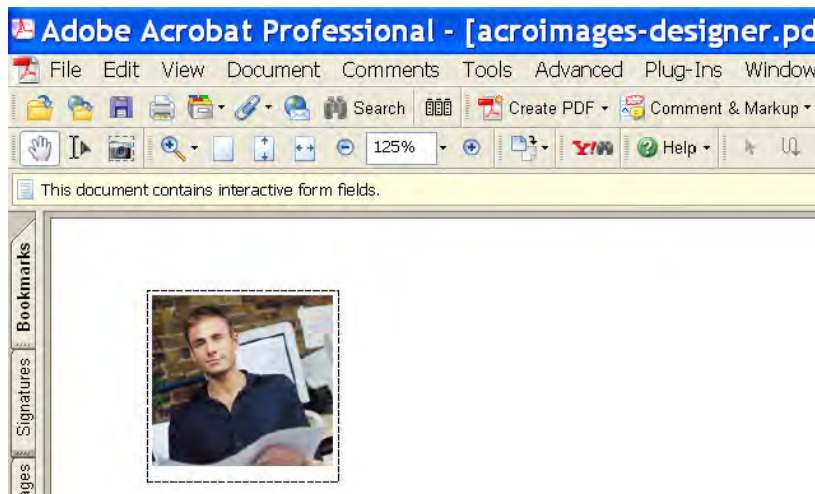 Adobe Acrobat Professional - [acroimages-designer.pd
File Edit View Document Comments Tools Advanced Plug-Ins Window
Search Create PDF Comment & Markup
125% Y! Help
This document contains interactive form fields.
Bookmarks
Signatures
ages